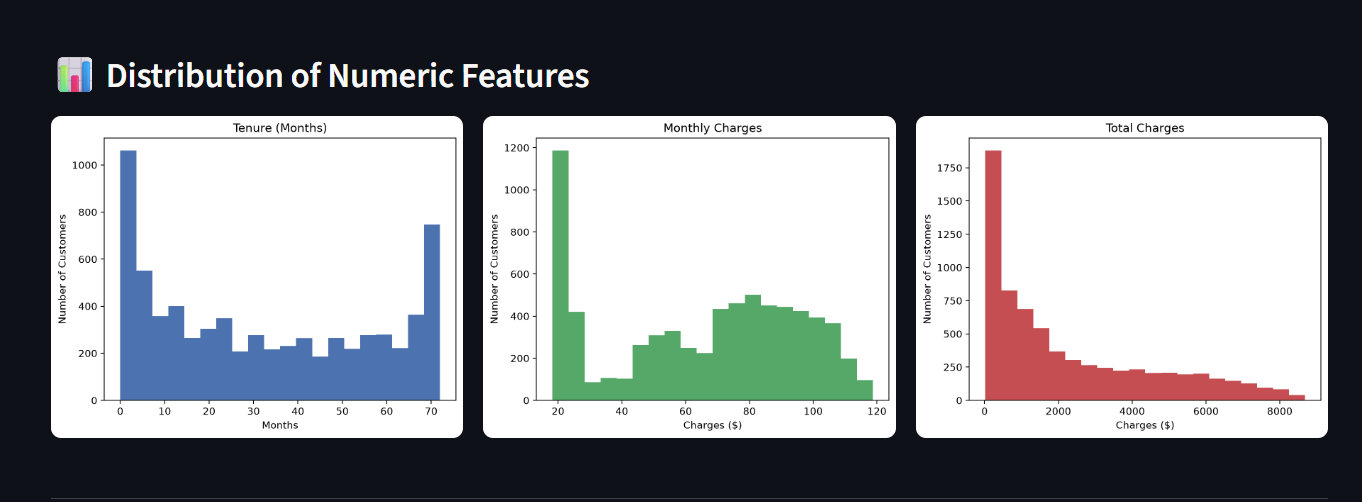 Distribution of Numeric Features
Tenure (Months)
Number of Customers
1000
800
600
400
200
0
0 10 20 30 40 50 60 70
Months
Monthly Charges
Number of Customers
1200
1000
800
600
400
200
0
20 40 60 80 100 120
Charges ($)
Total Charges
Number of Customers
1750
1500
1250
1000
750
500
250
0
0 2000 4000 6000 8000
Charges ($)